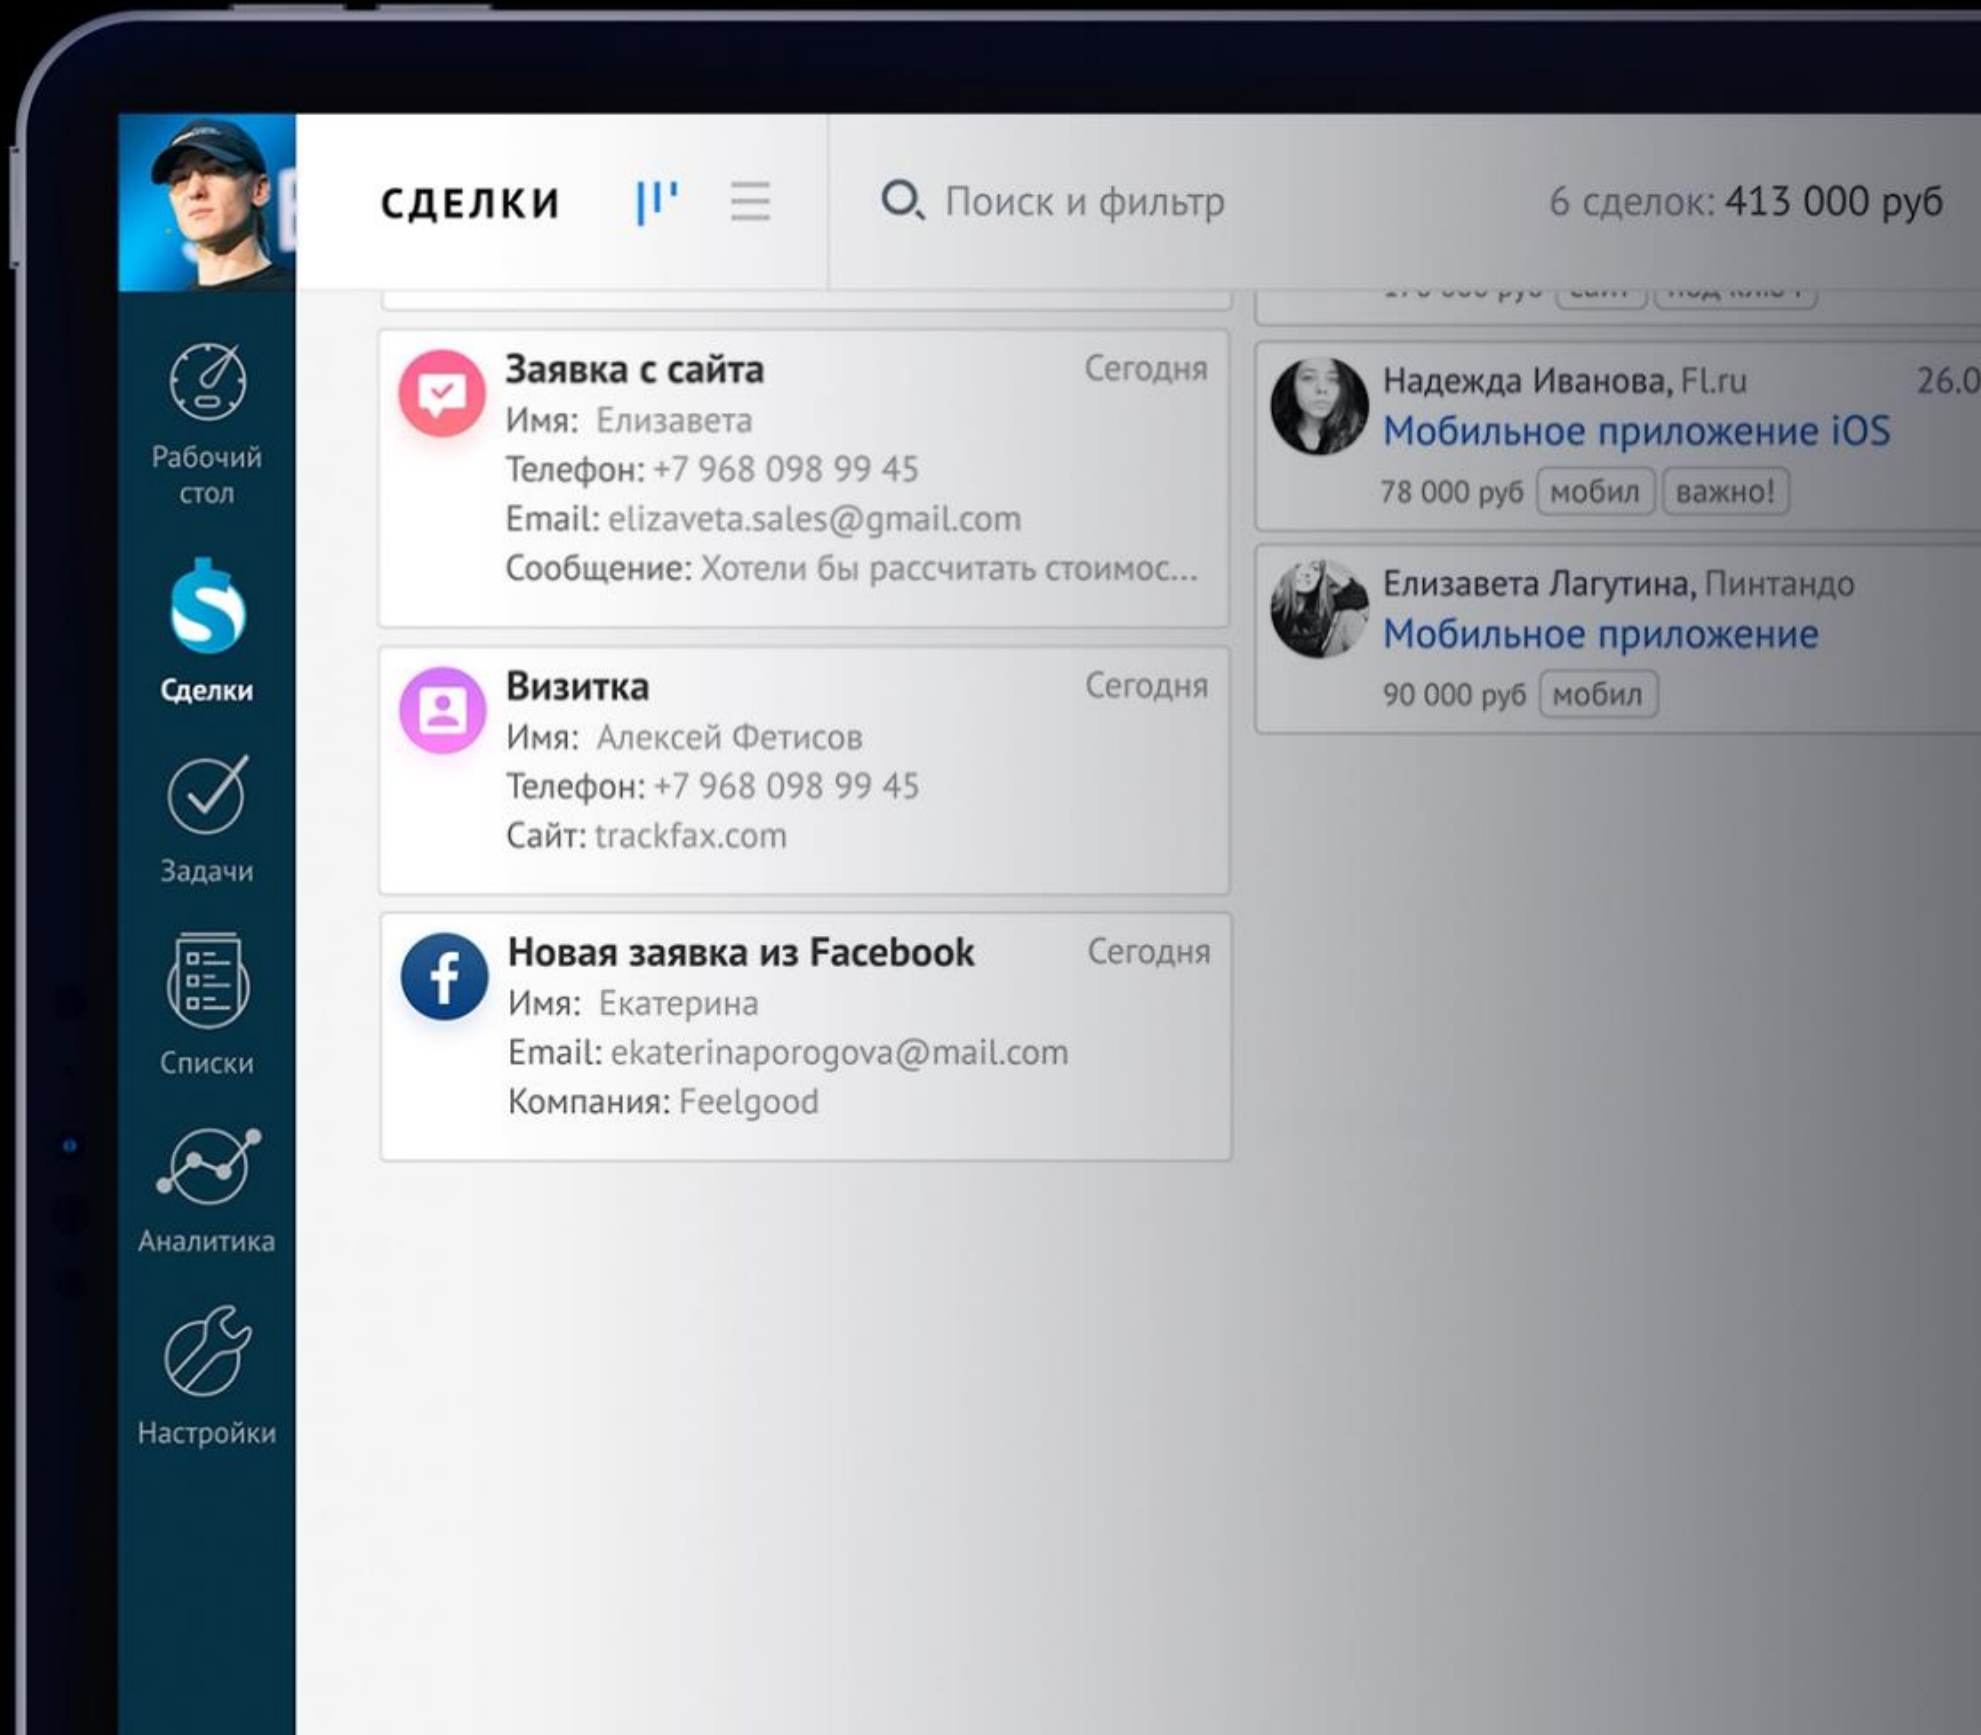 СДЕЛКИ
Поиск и фильтр
6 сделок: 413 000 руб
Рабочий
стол
Сделки
Задачи
Списки
Аналитика
Настройки
Заявка с сайта Сегодня
Имя: Елизавета
Телефон: +7 968 098 99 45
Email: elizaveta.sales@gmail.com
Сообщение: Хотели бы рассчитать стоимос...
Визитка Сегодня
Имя: Алексей Фетисов
Телефон: +7 968 098 99 45
Сайт: trackfax.com
Новая заявка из Facebook Сегодня
Имя: Екатерина
Email: ekaterinaporogova@mail.com
Компания: Feelgood
Надежда Иванова, Fl.ru 26.0
Мобильное приложение iOS
78 000 руб мобил важно!
Елизавета Лагутина, Пинтандо
Мобильное приложение
90 000 руб мобил